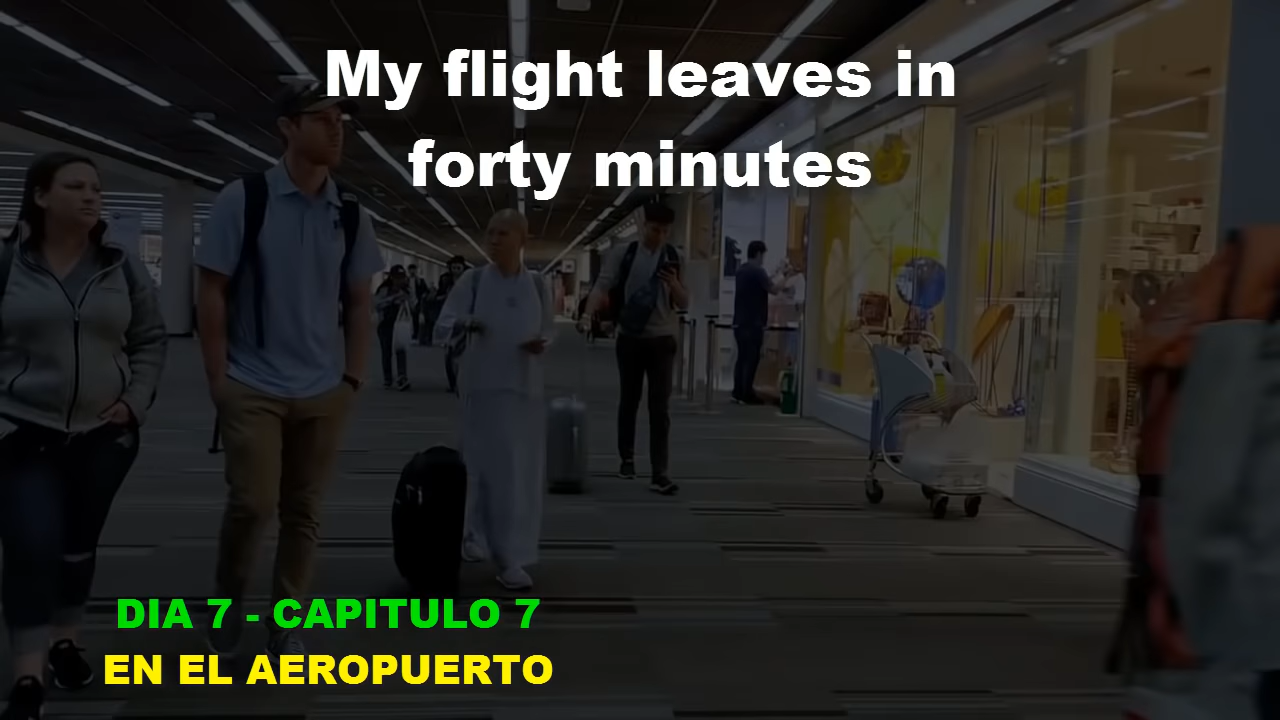 My flight leaves in
forty minutes
DIA 7 - CAPITULO 7
EN EL AEROPUERTO